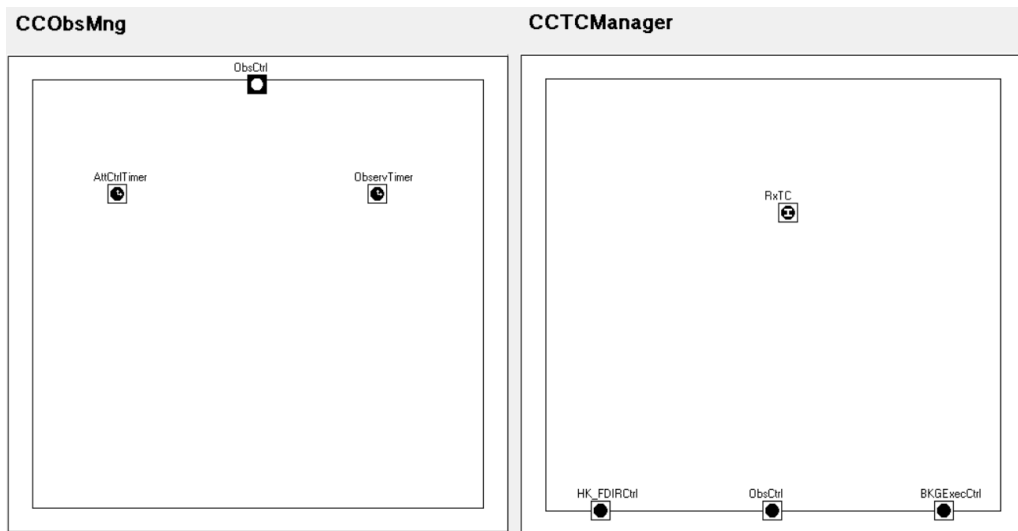 CCObsMng
CCTCManager
ObsCtrl
AttCtrlTimer
ObservTimer
RxTC
HK_FDIRCtrl
ObsCtrl
BKGExecCtrl